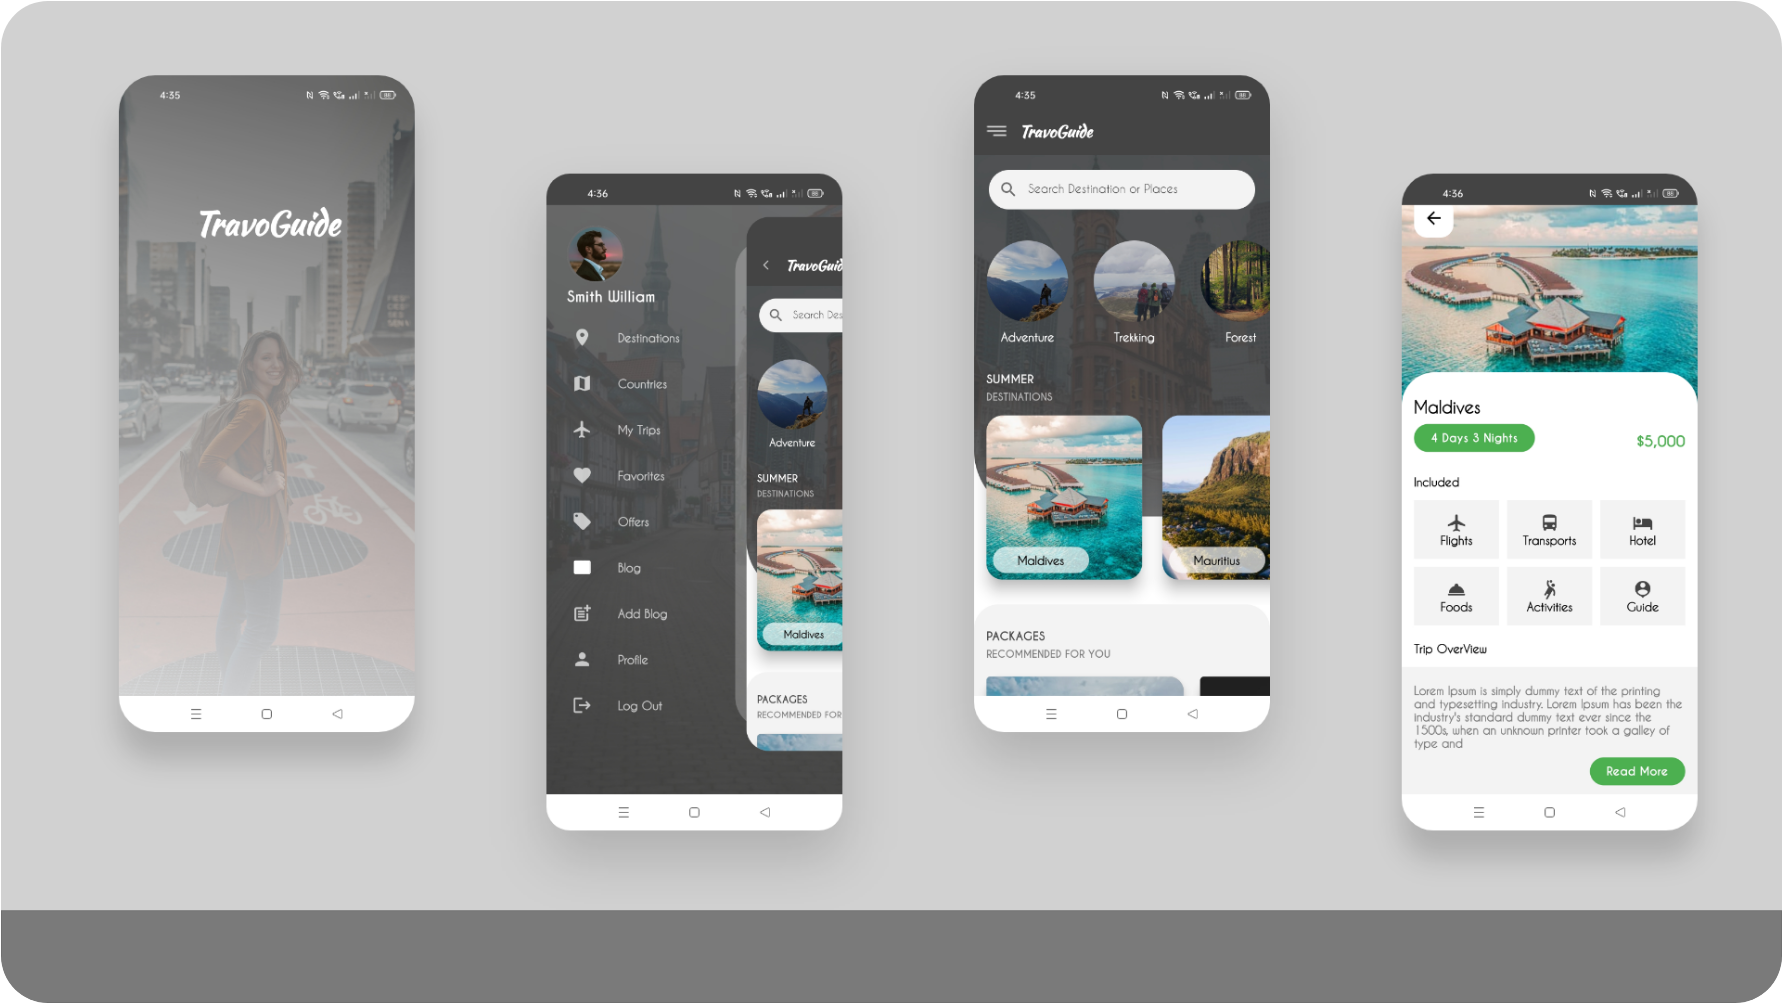 4:35
TravoGuide
4:36
Smith William
Destinations
Countries
My Trips
Favorites
Offers
Blog
Add Blog
Profile
Log Out
TravoGuid
Search Des
Adventure
SUMMER
DESTINATIONS
Maldives
PACKAGES
RECOMMENDED FOR
4:35
TravoGuide
Search Destination or Places
Adventure
Trekking
Forest
SUMMER
DESTINATIONS
Maldives
Mauritius
PACKAGES
RECOMMENDED FOR YOU
4:36
Maldives
4 Days 3 Nights
$5,000
Included
Flights
Transports
Hotel
Foods
Activities
Guide
Trip OverView
Lorem Ipsum is simply dummy text of the printing
and typesetting industry. Lorem Ipsum has been the
industry's standard dummy text ever since the
1500s, when an unknown printer took a galley of
type and
Read More